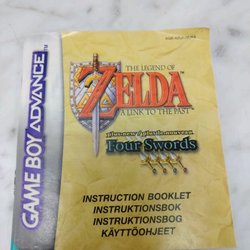 THE LEGEND OF
ZELDA
A LINK TO THE PAST
Four Swords
GAME BOY ADVANCE
INSTRUCTION BOOKLET
INSTRUKTIONSBOK
INSTRUKTIONSBOG
KÄYTTÖOHJEET